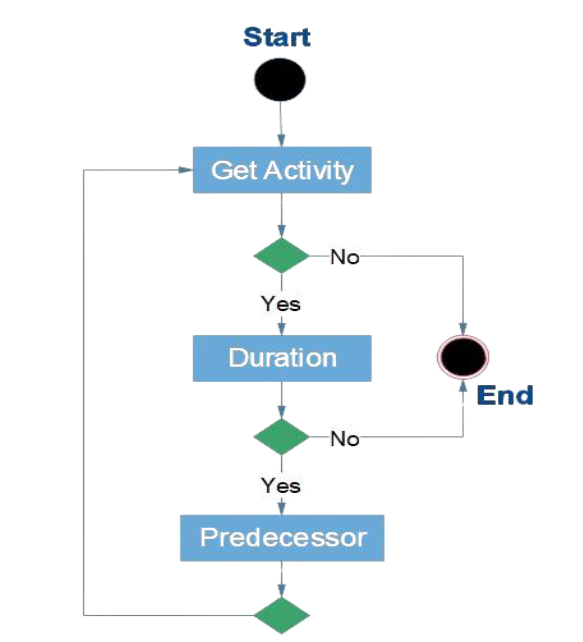 Start
Get Activity
No
Yes
Duration
End
No
Yes
Predecessor